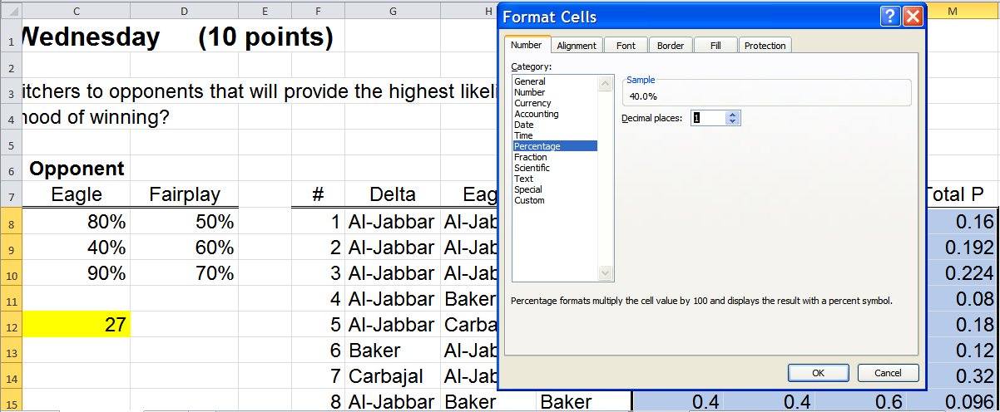 C D E F G H M
Format Cells
1 Wednesday (10 points)
Number Alignment Font Border Fill Protection
2
Category:
General
Number
Currency
Accounting
Date
Time
Percentage
Fraction
Scientific
Text
Special
Custom
Sample
40.0%
Decimal places: 1
Percentage formats multiply the cell value by 100 and displays the result with a percent symbol.
OK Cancel
3 itchers to opponents that will provide the highest likeli
4 hood of winning?
5
6 Opponent
7 Eagle Fairplay # Delta Eag Total P
8 80% 50% 1 Al-Jabbar Al-Jab 0.16
9 40% 60% 2 Al-Jabbar Al-Jab 0.192
10 90% 70% 3 Al-Jabbar Al-Jab 0.224
11 4 Al-Jabbar Baker 0.08
12 27 5 Al-Jabbar Carba 0.18
13 6 Baker Al-Jab 0.12
14 7 Carbajal Al-Jab 0.32
15 8 Al-Jabbar Baker Baker 0.4 0.4 0.6 0.096